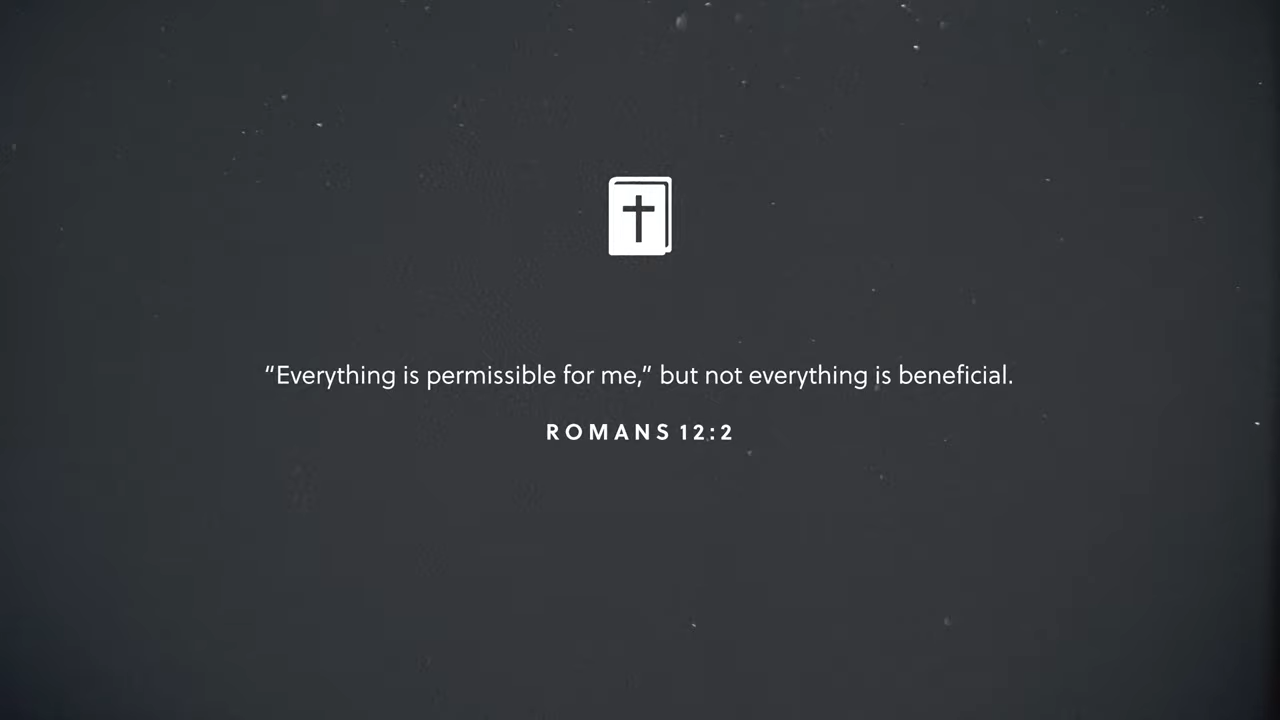 “Everything is permissible for me,” but not everything is beneficial.
ROMANS 12:2